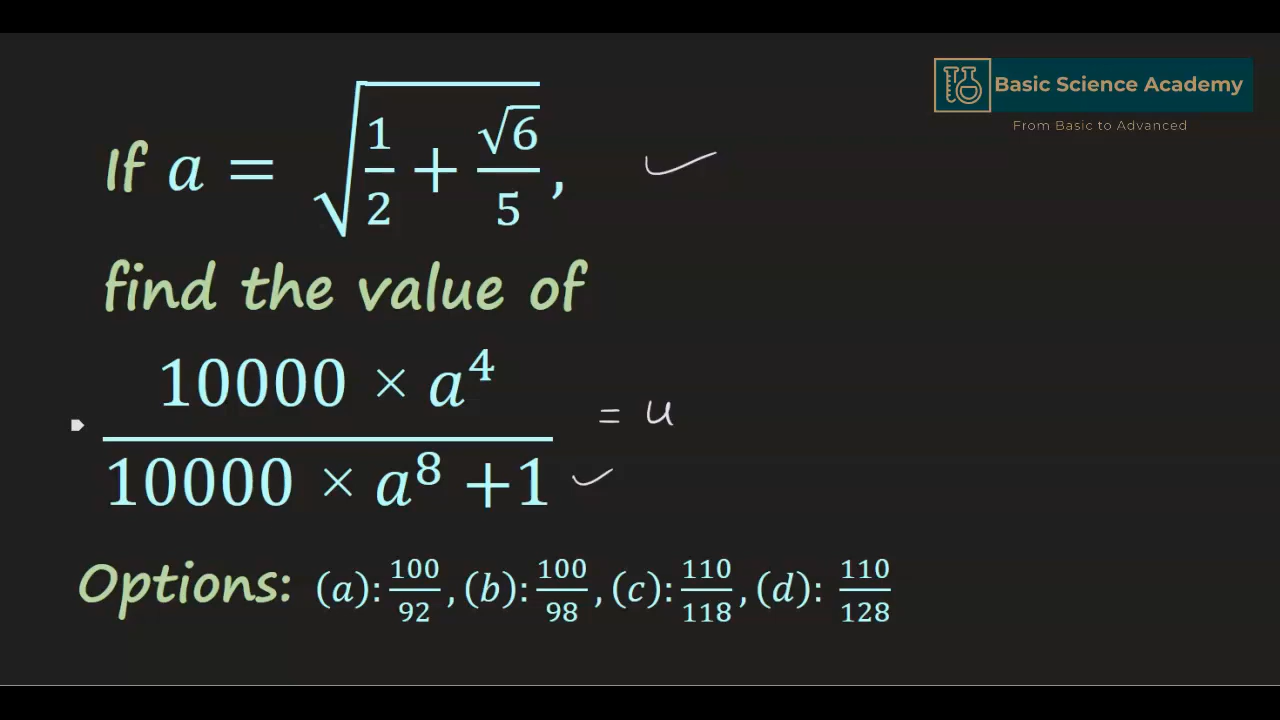 Basic Science Academy
From Basic to Advanced
If a = √(1/2 + √6/5),
find the value of
10000 × a⁴
= u
10000 × a⁸ +1
Options: (a): 100/92, (b): 100/98, (c): 110/118, (d): 110/128